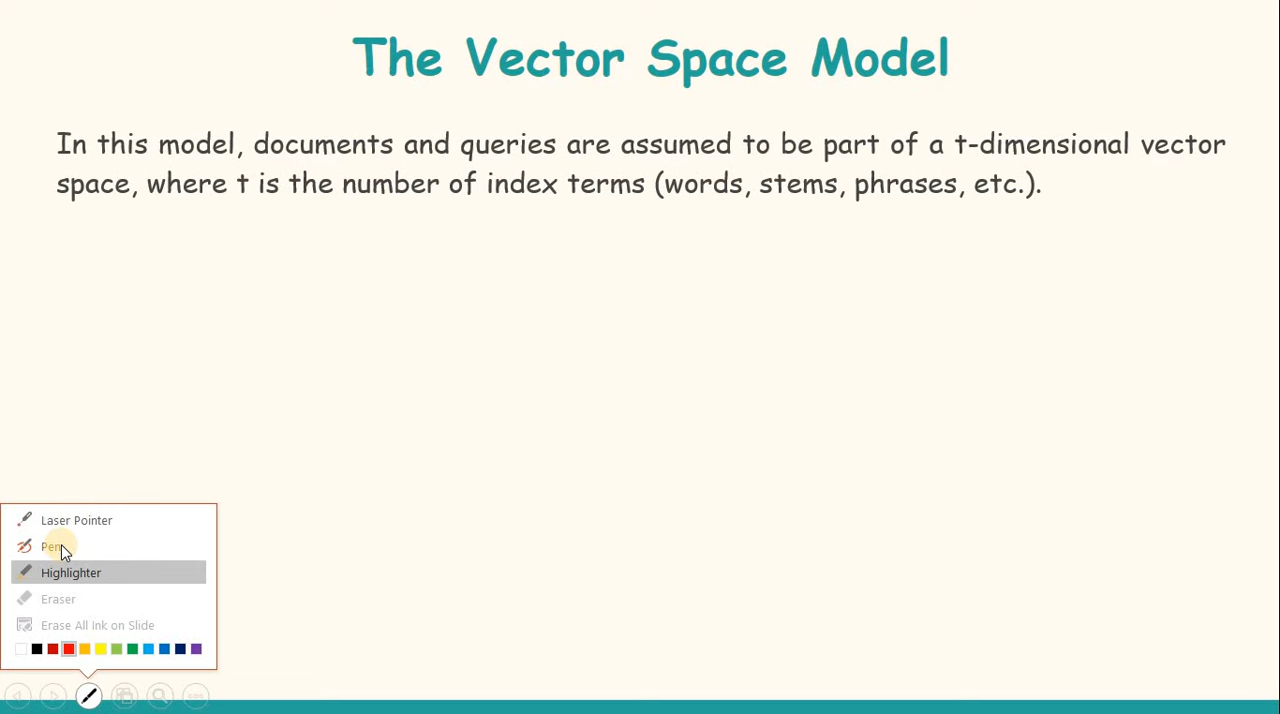 The Vector Space Model
In this model, documents and queries are assumed to be part of a t-dimensional vector
space, where t is the number of index terms (words, stems, phrases, etc.).
Laser Pointer
Pen
Highlighter
Eraser
Erase All Ink on Slide